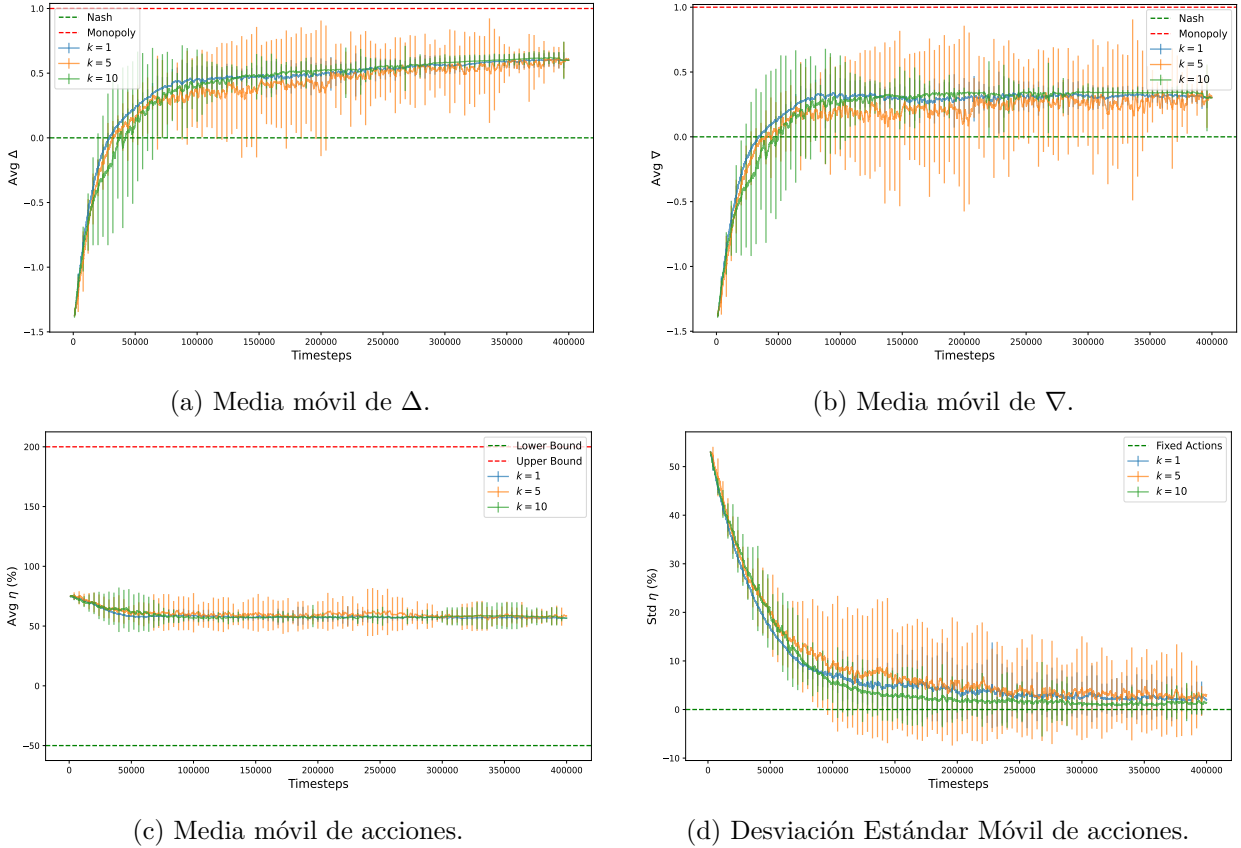 1.0
0.5
0.0
−0.5
−1.0
−1.5
Avg Δ
Nash
Monopoly
k = 1
k = 5
k = 10
0 50000 100000 150000 200000 250000 300000 350000 400000
Timesteps
(a) Media móvil de Δ.
1.0
0.5
0.0
−0.5
−1.0
−1.5
Avg ∇
Nash
Monopoly
k = 1
k = 5
k = 10
0 50000 100000 150000 200000 250000 300000 350000 400000
Timesteps
(b) Media móvil de ∇.
200
150
100
50
0
−50
Avg η (%)
Lower Bound
Upper Bound
k = 1
k = 5
k = 10
0 50000 100000 150000 200000 250000 300000 350000 400000
Timesteps
(c) Media móvil de acciones.
50
40
30
20
10
0
−10
Std η (%)
Fixed Actions
k = 1
k = 5
k = 10
0 50000 100000 150000 200000 250000 300000 350000 400000
Timesteps
(d) Desviación Estándar Móvil de acciones.